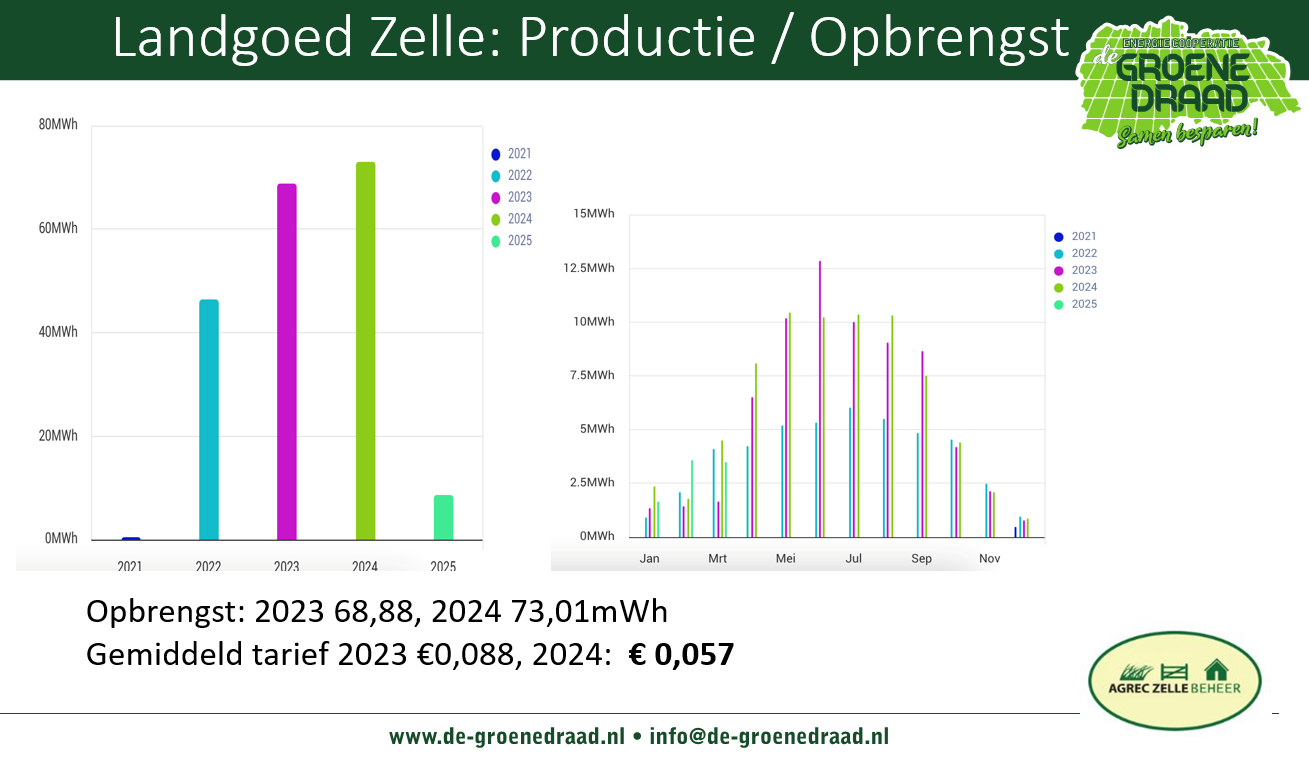 Landgoed Zelle: Productie / Opbrengst
ENERGIE COÖPERATIE
de
GROENE
DRAAD
Samen besparen!
80MWh
60MWh
40MWh
20MWh
0MWh
2021
2022
2023
2024
2025
2021
2022
2023
2024
2025
15MWh
12.5MWh
10MWh
7.5MWh
5MWh
2.5MWh
0MWh
Jan
Mrt
Mei
Jul
Sep
Nov
2021
2022
2023
2024
2025
Opbrengst: 2023 68,88, 2024 73,01mWh
Gemiddeld tarief 2023 €0,088, 2024: € 0,057
AGREC ZELLE BEHEER
www.de-groenedraad.nl • info@de-groenedraad.nl